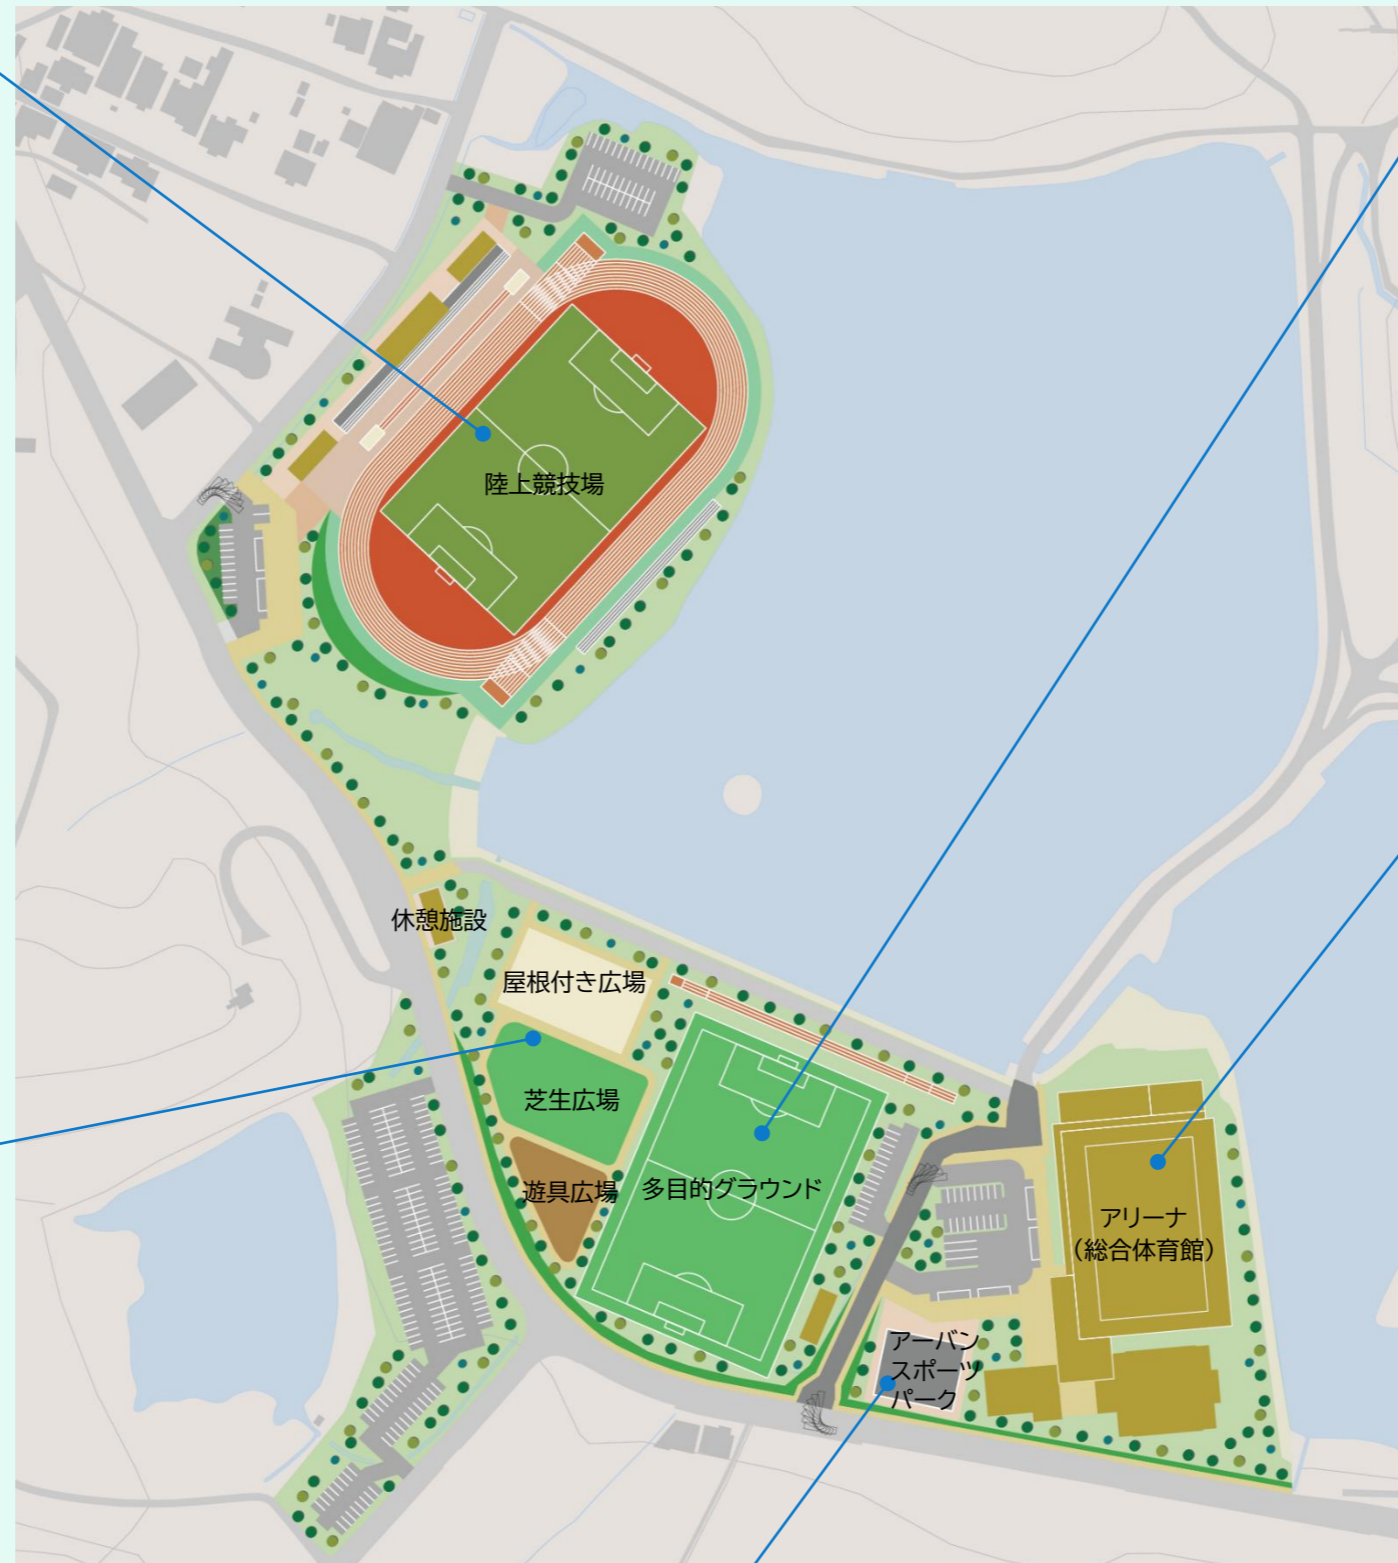 陸上競技場
休憩施設
屋根付き広場
芝生広場
遊具広場
多目的グラウンド
アリーナ
（総合体育館）
アーバン
スポーツ
パーク